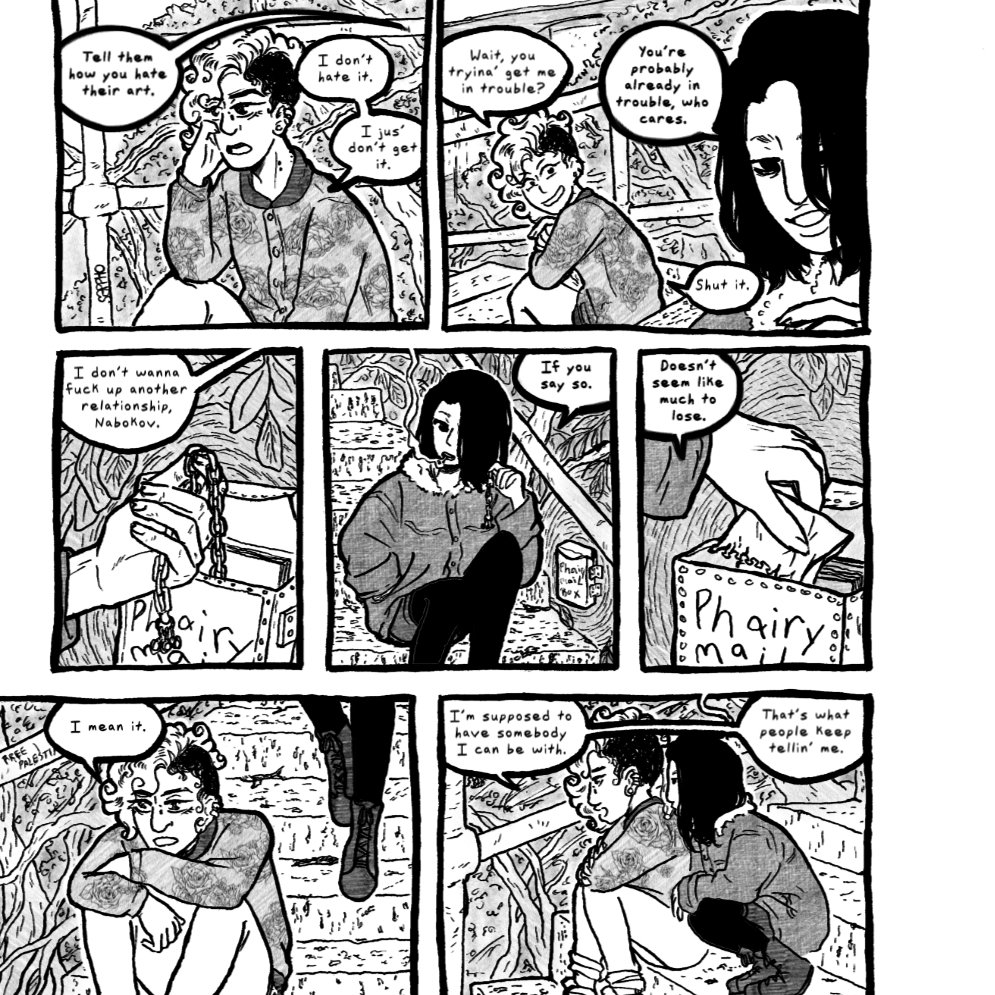 Tell them
how you hate
their art.
I don't
hate it.
I jus'
don't get
it.
SAPPHO
Wait, you
tryina' get me
in trouble?
You're
probably
already in
trouble, who
cares.
Shut it.
I don't wanna
fuck up another
relationship,
Nabokov.
Phairy
mail
If you
say so.
Phairy
mail
Box
Doesn't
seem like
much to
lose.
Phairy
mail
I mean it.
FREE
PALESTI
I'm supposed to
have somebody
I can be with.
That's what
people keep
tellin' me.